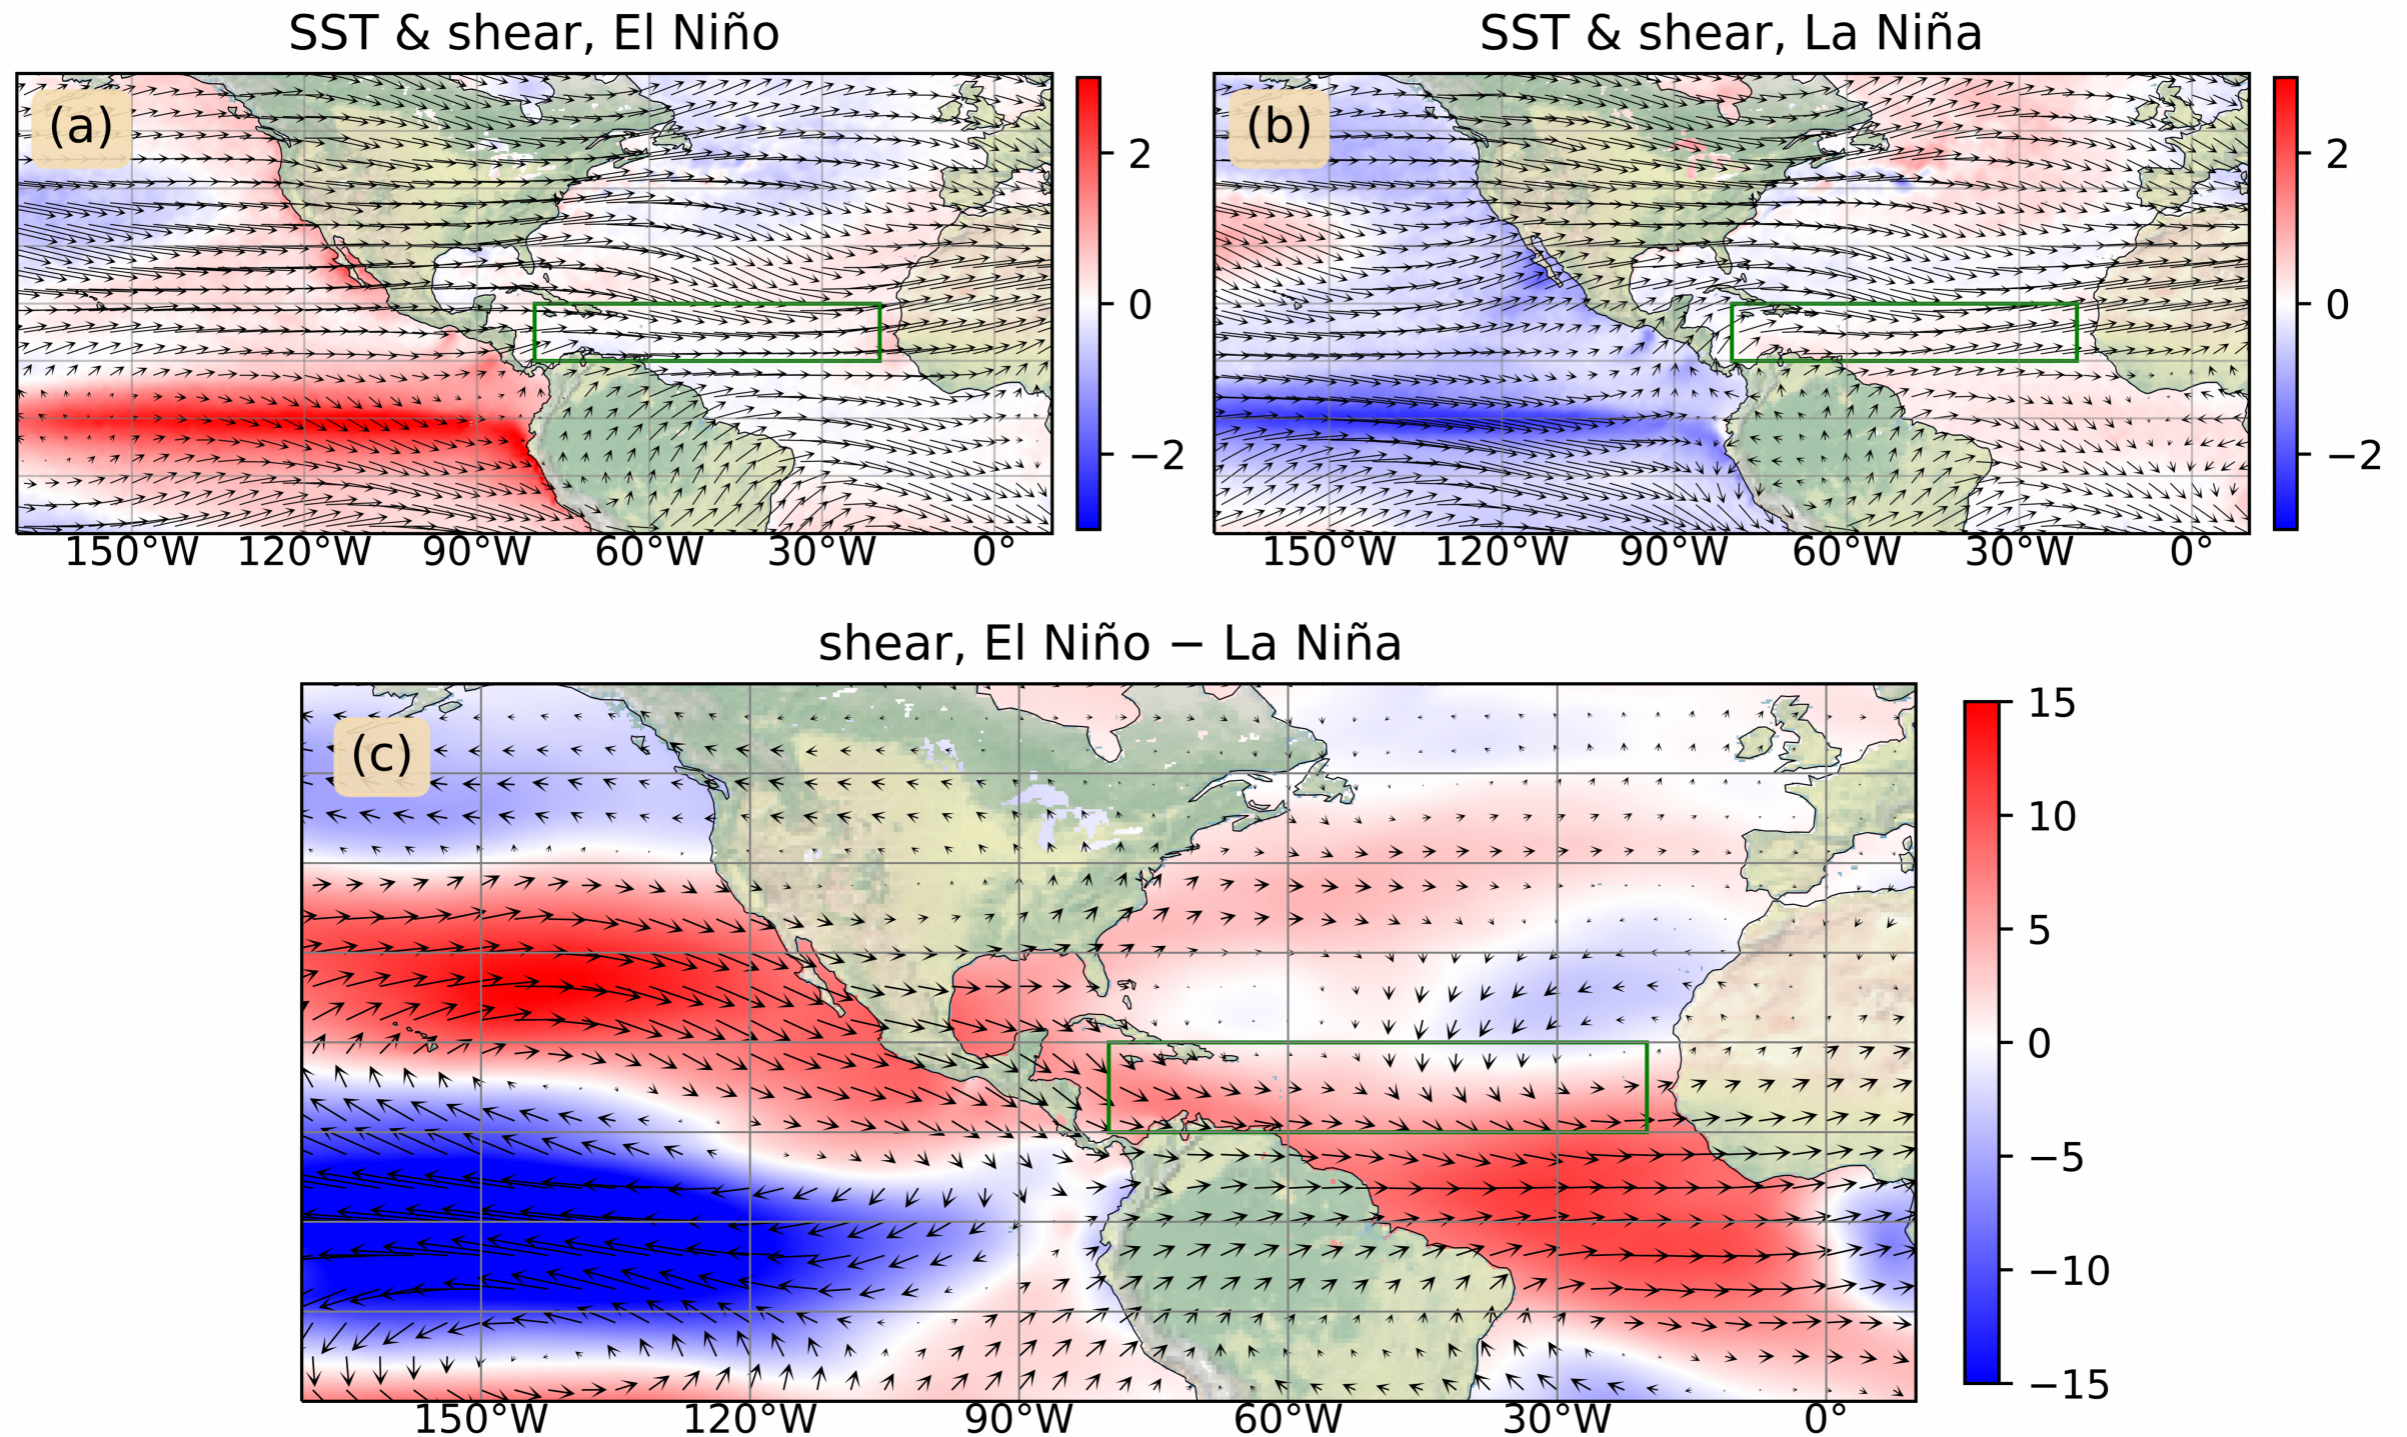 SST & shear, El Niño
SST & shear, La Niña
(a)
2
0
−2
150°W 120°W 90°W 60°W 30°W 0°
(b)
2
0
−2
150°W 120°W 90°W 60°W 30°W 0°
shear, El Niño − La Niña
(c)
15
10
5
0
−5
−10
−15
150°W 120°W 90°W 60°W 30°W 0°